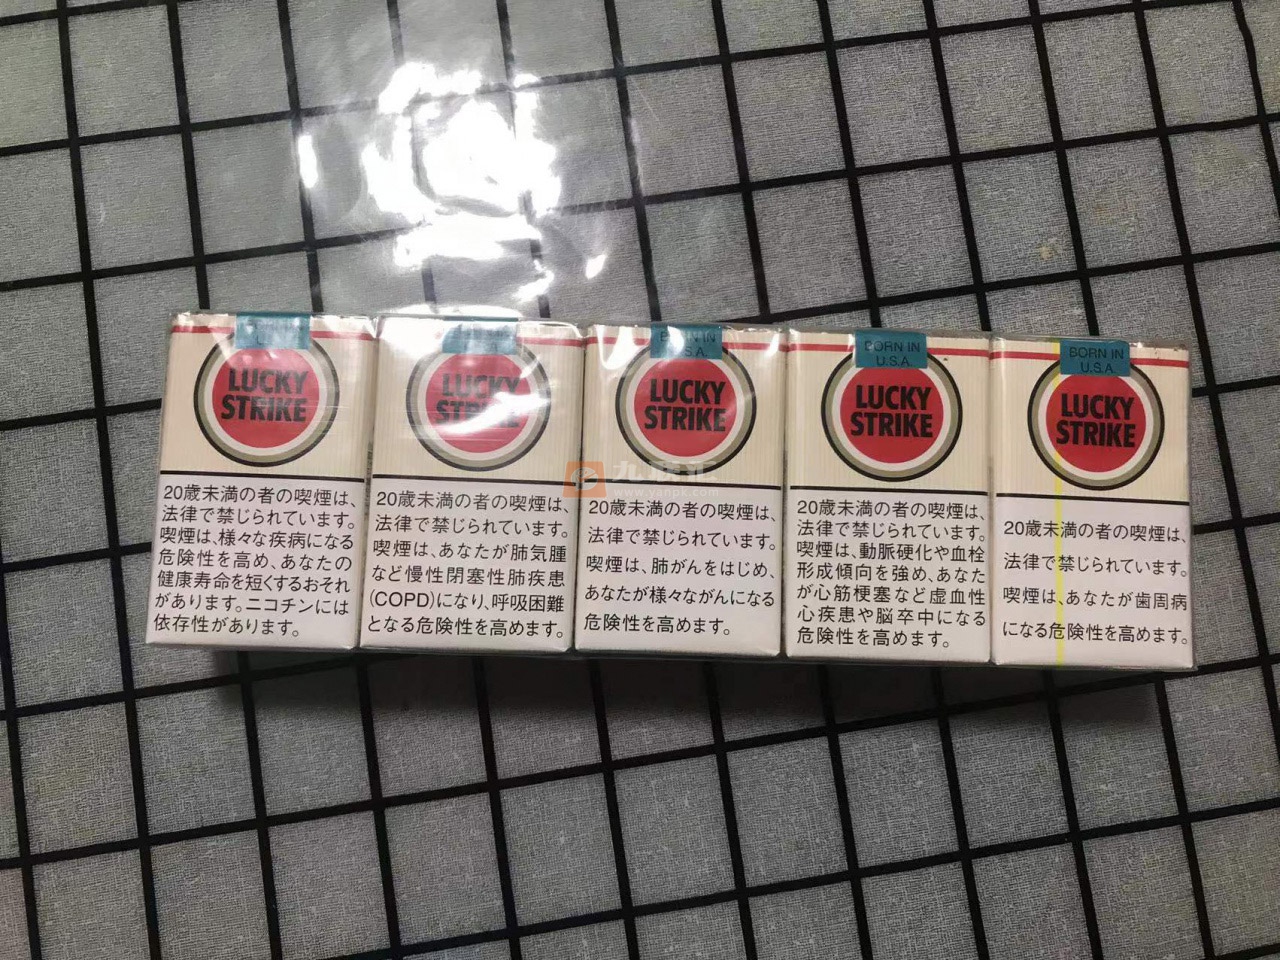 U.S.A.
LUCKY
STRIKE
20歳未満の者の喫煙は、
法律で禁じられています。
喫煙は、様々な疾病になる
危険性を高め、あなたの
健康寿命を短くするおそれ
があります。ニコチンには
依存性があります。
LUCKY
STRIKE
20歳未満の者の喫煙は、
法律で禁じられています。
喫煙は、あなたが肺気腫
など慢性閉塞性肺疾患
(COPD)になり、呼吸困難
となる危険性を高めます。
BORN IN
U.S.A.
LUCKY
STRIKE
20歳未満の者の喫煙は、
法律で禁じられています。
喫煙は、肺がんをはじめ、
あなたが様々ながんになる
危険性を高めます。
BORN IN
U.S.A.
LUCKY
STRIKE
20歳未満の者の喫煙は、
法律で禁じられています。
喫煙は、動脈硬化や血栓
形成傾向を強め、あなた
が心筋梗塞など虚血性
心疾患や脳卒中になる
危険性を高めます。
BORN IN
U.S.A.
LUCKY
STRIKE
20歳未満の者の喫煙は、
法律で禁じられています。
喫煙は、あなたが歯周病
になる危険性を高めます。
九欣汇
www.yanpk.com